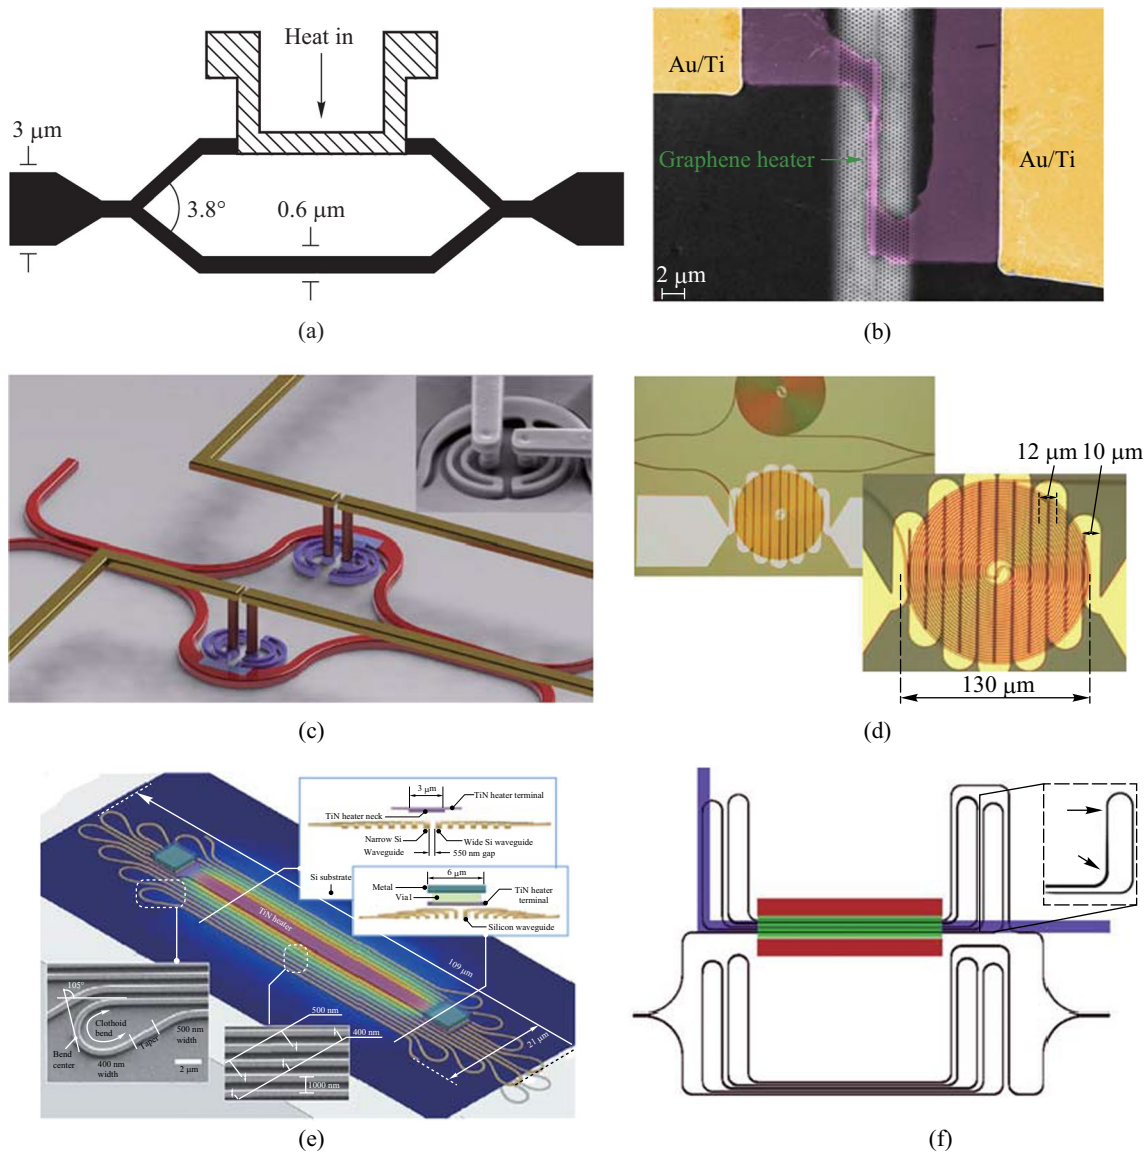 Heat in
3 μm
3.8°
0.6 μm
(a)
Au/Ti
Graphene heater
Au/Ti
2 μm
(b)
(c)
12 μm
10 μm
130 μm
(d)
3 μm
TiN heater terminal
TiN heater neck
Narrow Si
Wide Si waveguide
Waveguide
550 nm gap
Si substrate
6 μm
Metal
TiN heater
terminal
Via1
Silicon waveguide
TiN heater
109 μm
21 μm
105°
Clothoid
bend
Taper
500 nm
width
Bend
center
400 nm
width
2 μm
500 nm
400 nm
1000 nm
(e)
(f)